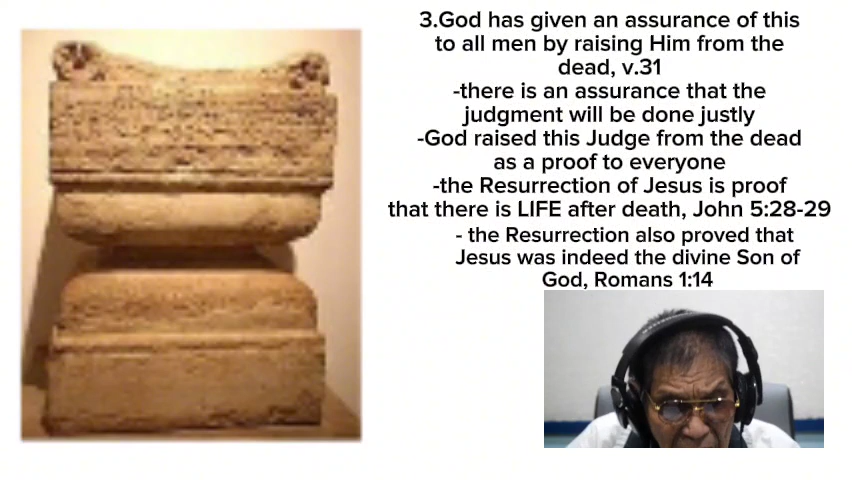 3.God has given an assurance of this
to all men by raising Him from the
dead, v.31
-there is an assurance that the
judgment will be done justly
-God raised this Judge from the dead
as a proof to everyone
-the Resurrection of Jesus is proof
that there is LIFE after death, John 5:28-29
- the Resurrection also proved that
Jesus was indeed the divine Son of
God, Romans 1:14